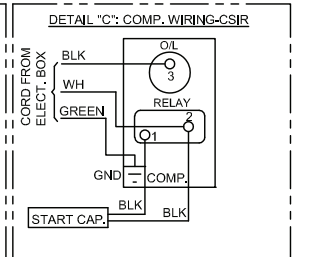 DETAIL "C": COMP. WIRING-CSIR
CORD FROM
ELECT. BOX
BLK
WH
GREEN
O/L
3
RELAY
2
1
GND
COMP.
START CAP.
BLK
BLK